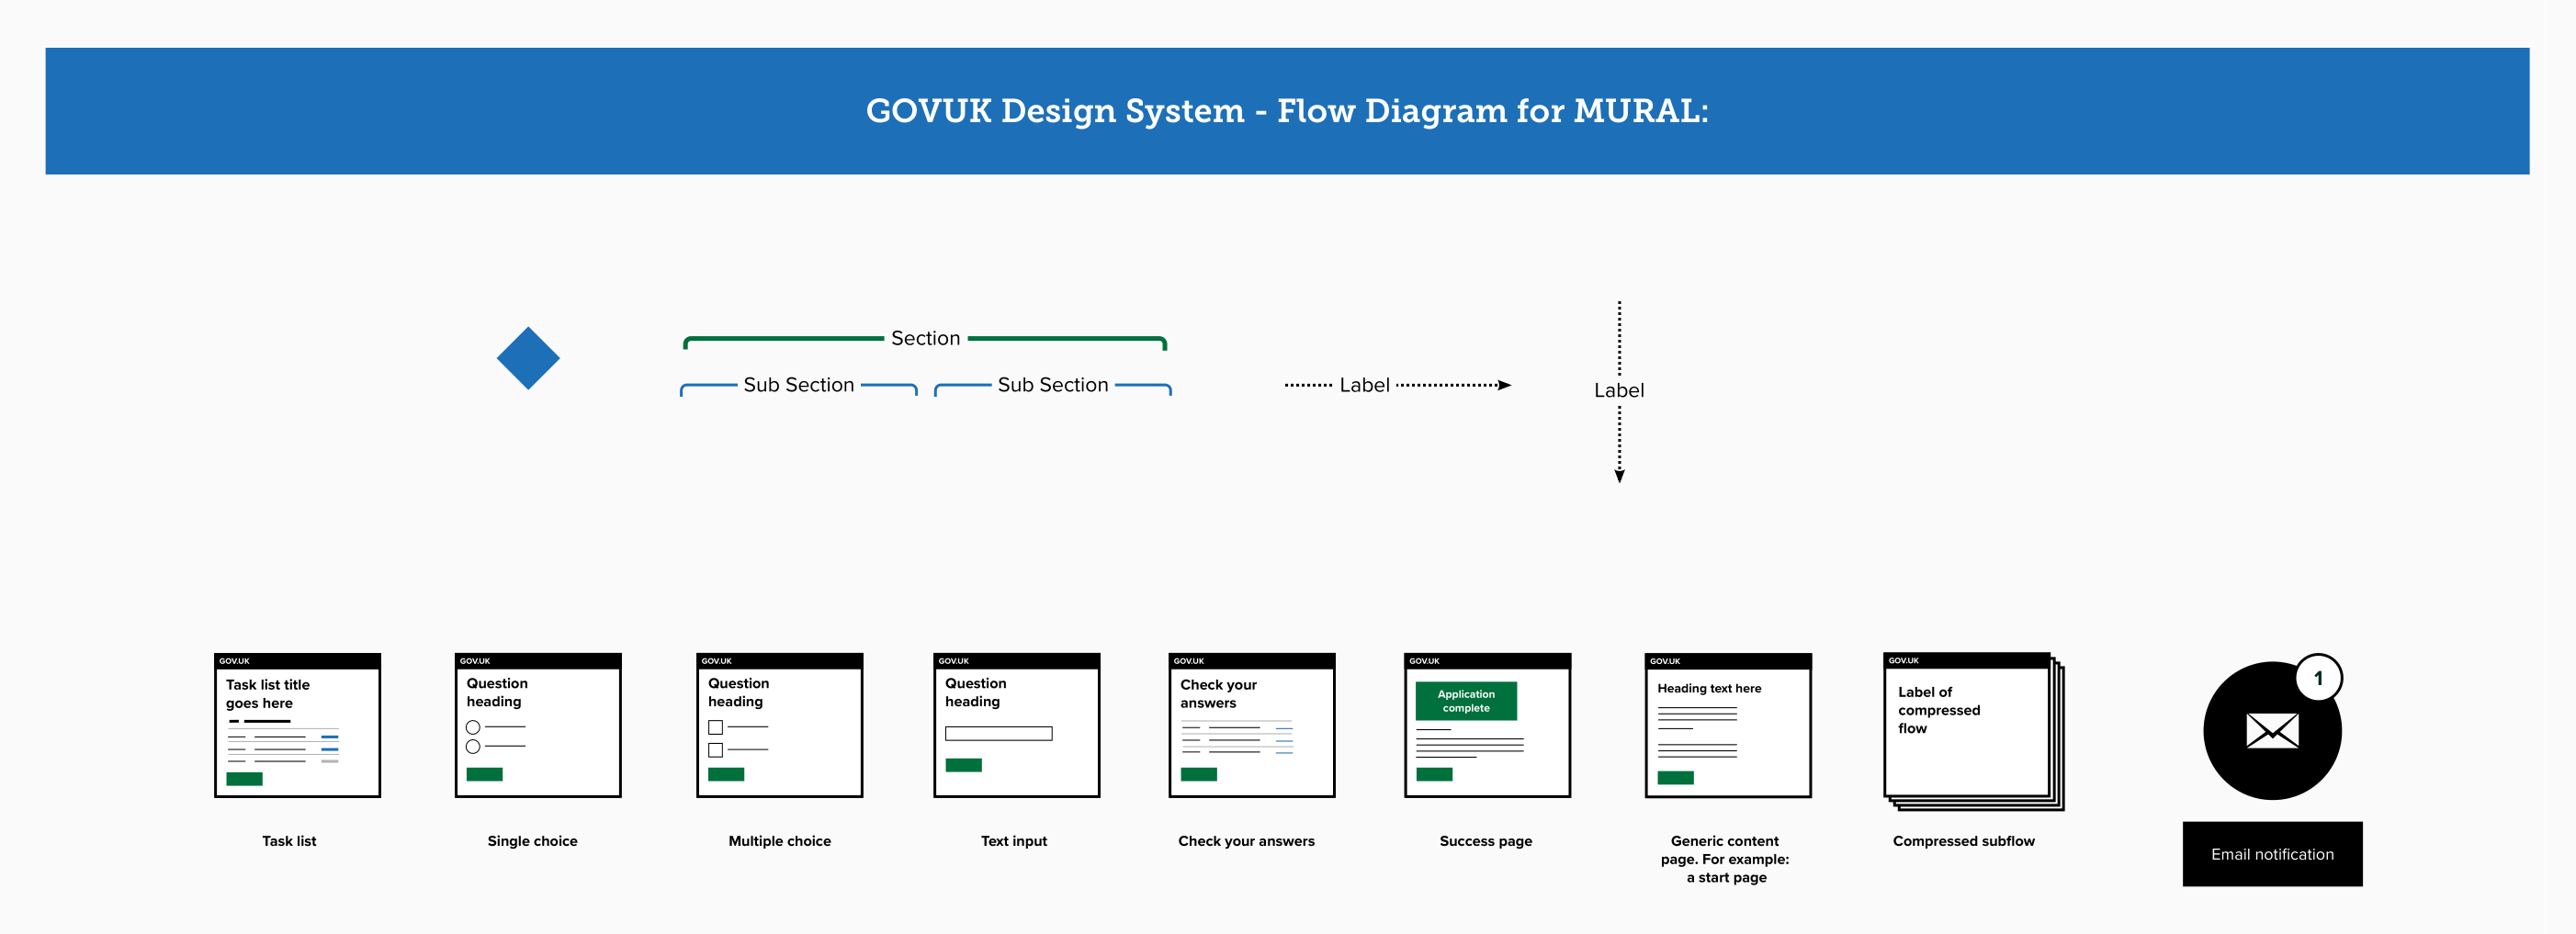 GOVUK Design System - Flow Diagram for MURAL:
Section
Sub Section
Sub Section
Label
Label
GOV.UK
Task list title
goes here
Task list
GOV.UK
Question
heading
Single choice
GOV.UK
Question
heading
Multiple choice
GOV.UK
Question
heading
Text input
GOV.UK
Check your
answers
Check your answers
GOV.UK
Application
complete
Success page
GOV.UK
Heading text here
Generic content
page. For example:
a start page
GOV.UK
Label of
compressed
flow
Compressed subflow
1
Email notification